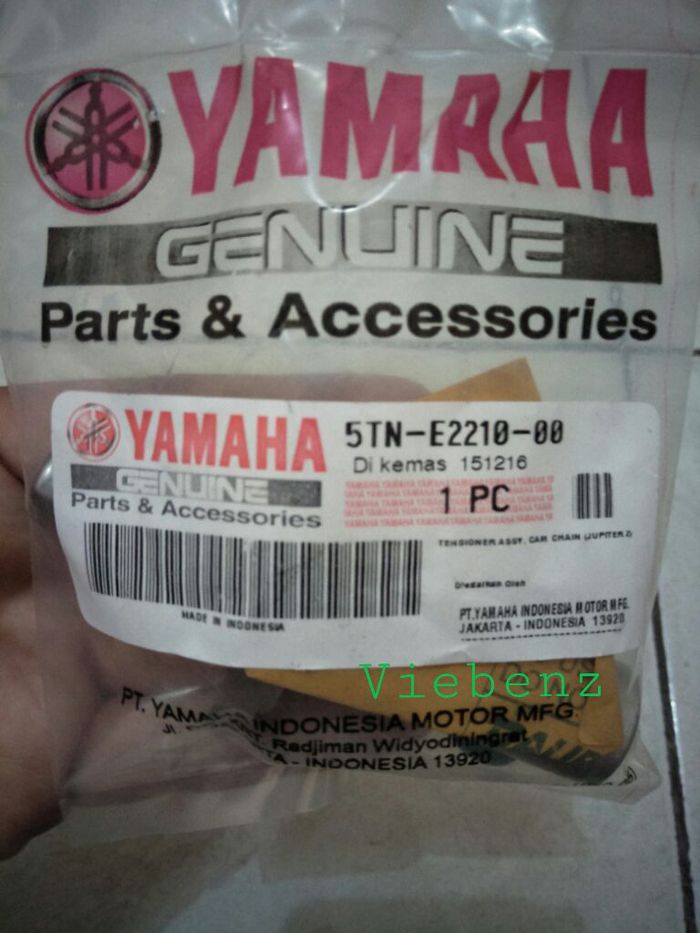 YAMAHA
GENUINE
Parts & Accessories
YAMAHA
GENUINE
Parts & Accessories
5TN-E2210-00
Di kemas 151216
1 PC
TENSIONER ASSY, CAM CHAIN (JUPITER Z)
Diedarkan Oleh
PT.YAMAHA INDONESIA MOTOR MFG.
JAKARTA - INDONESIA 13920
MADE IN INDONESIA
Viebenz
PT. YAMAHA INDONESIA MOTOR MFG.
Radjiman Widyodiningrat
- INDONESIA 13920